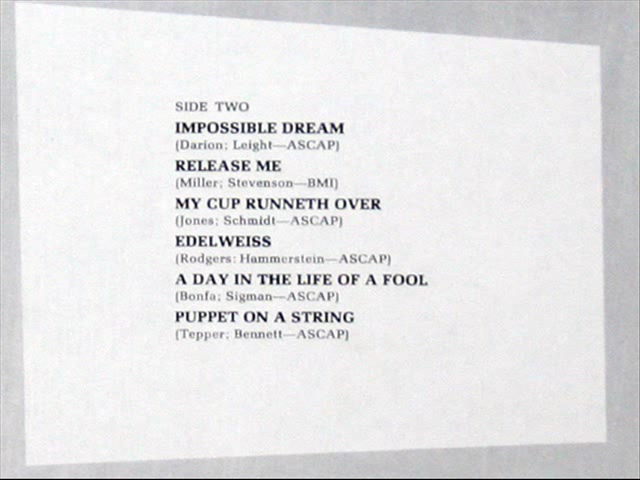 SIDE TWO
IMPOSSIBLE DREAM
(Darion; Leight—ASCAP)
RELEASE ME
(Miller; Stevenson—BMI)
MY CUP RUNNETH OVER
(Jones; Schmidt—ASCAP)
EDELWEISS
(Rodgers; Hammerstein—ASCAP)
A DAY IN THE LIFE OF A FOOL
(Bonfa; Sigman—ASCAP)
PUPPET ON A STRING
(Tepper; Bennett—ASCAP)